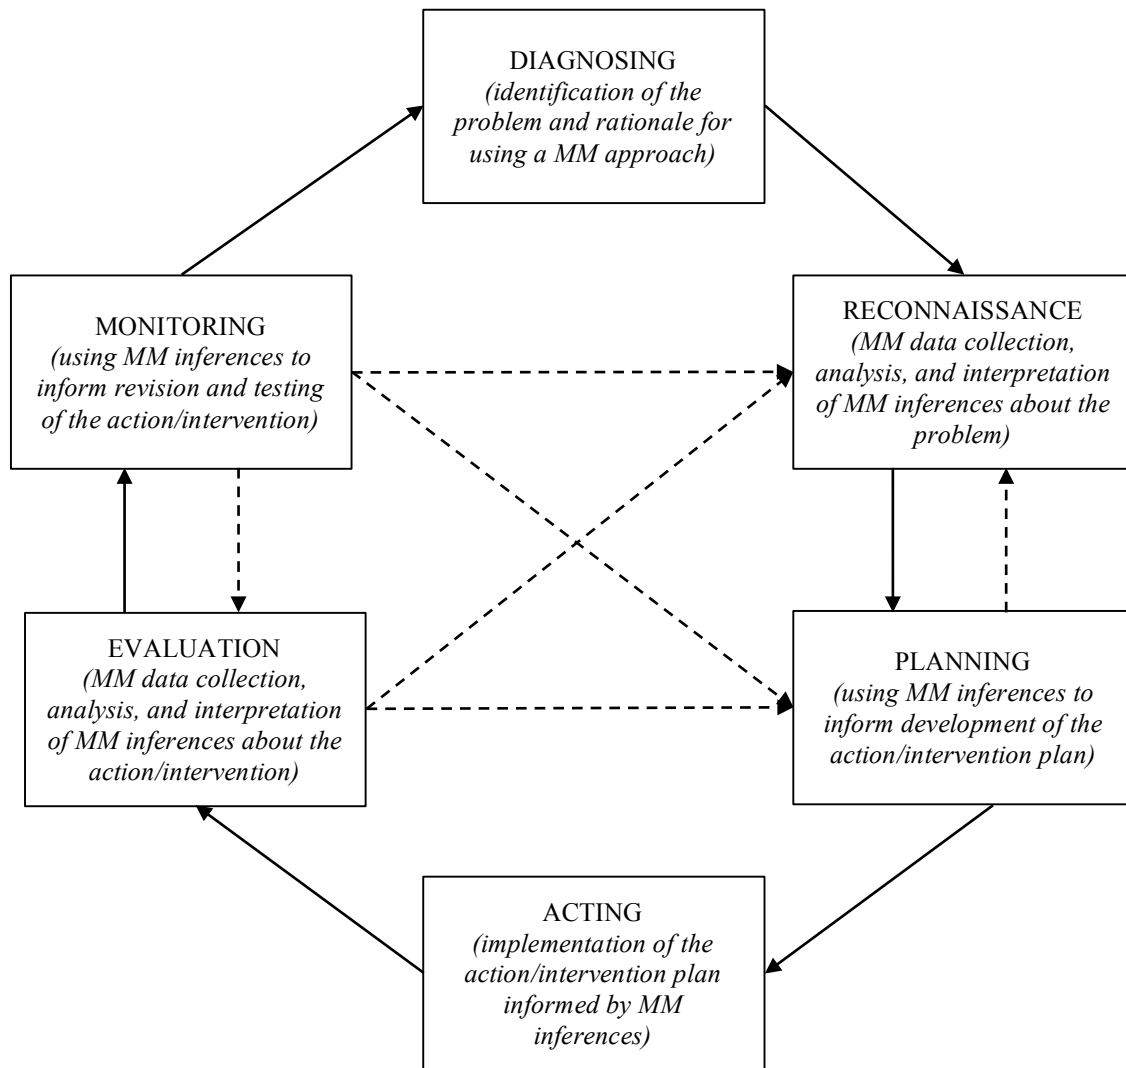 DIAGNOSING
(identification of the
problem and rationale for
using a MM approach)
MONITORING
(using MM inferences to
inform revision and testing
of the action/intervention)
RECONNAISSANCE
(MM data collection,
analysis, and interpretation
of MM inferences about the
problem)
EVALUATION
(MM data collection,
analysis, and interpretation
of MM inferences about the
action/intervention)
PLANNING
(using MM inferences to
inform development of the
action/intervention plan)
ACTING
(implementation of the
action/intervention plan
informed by MM
inferences)